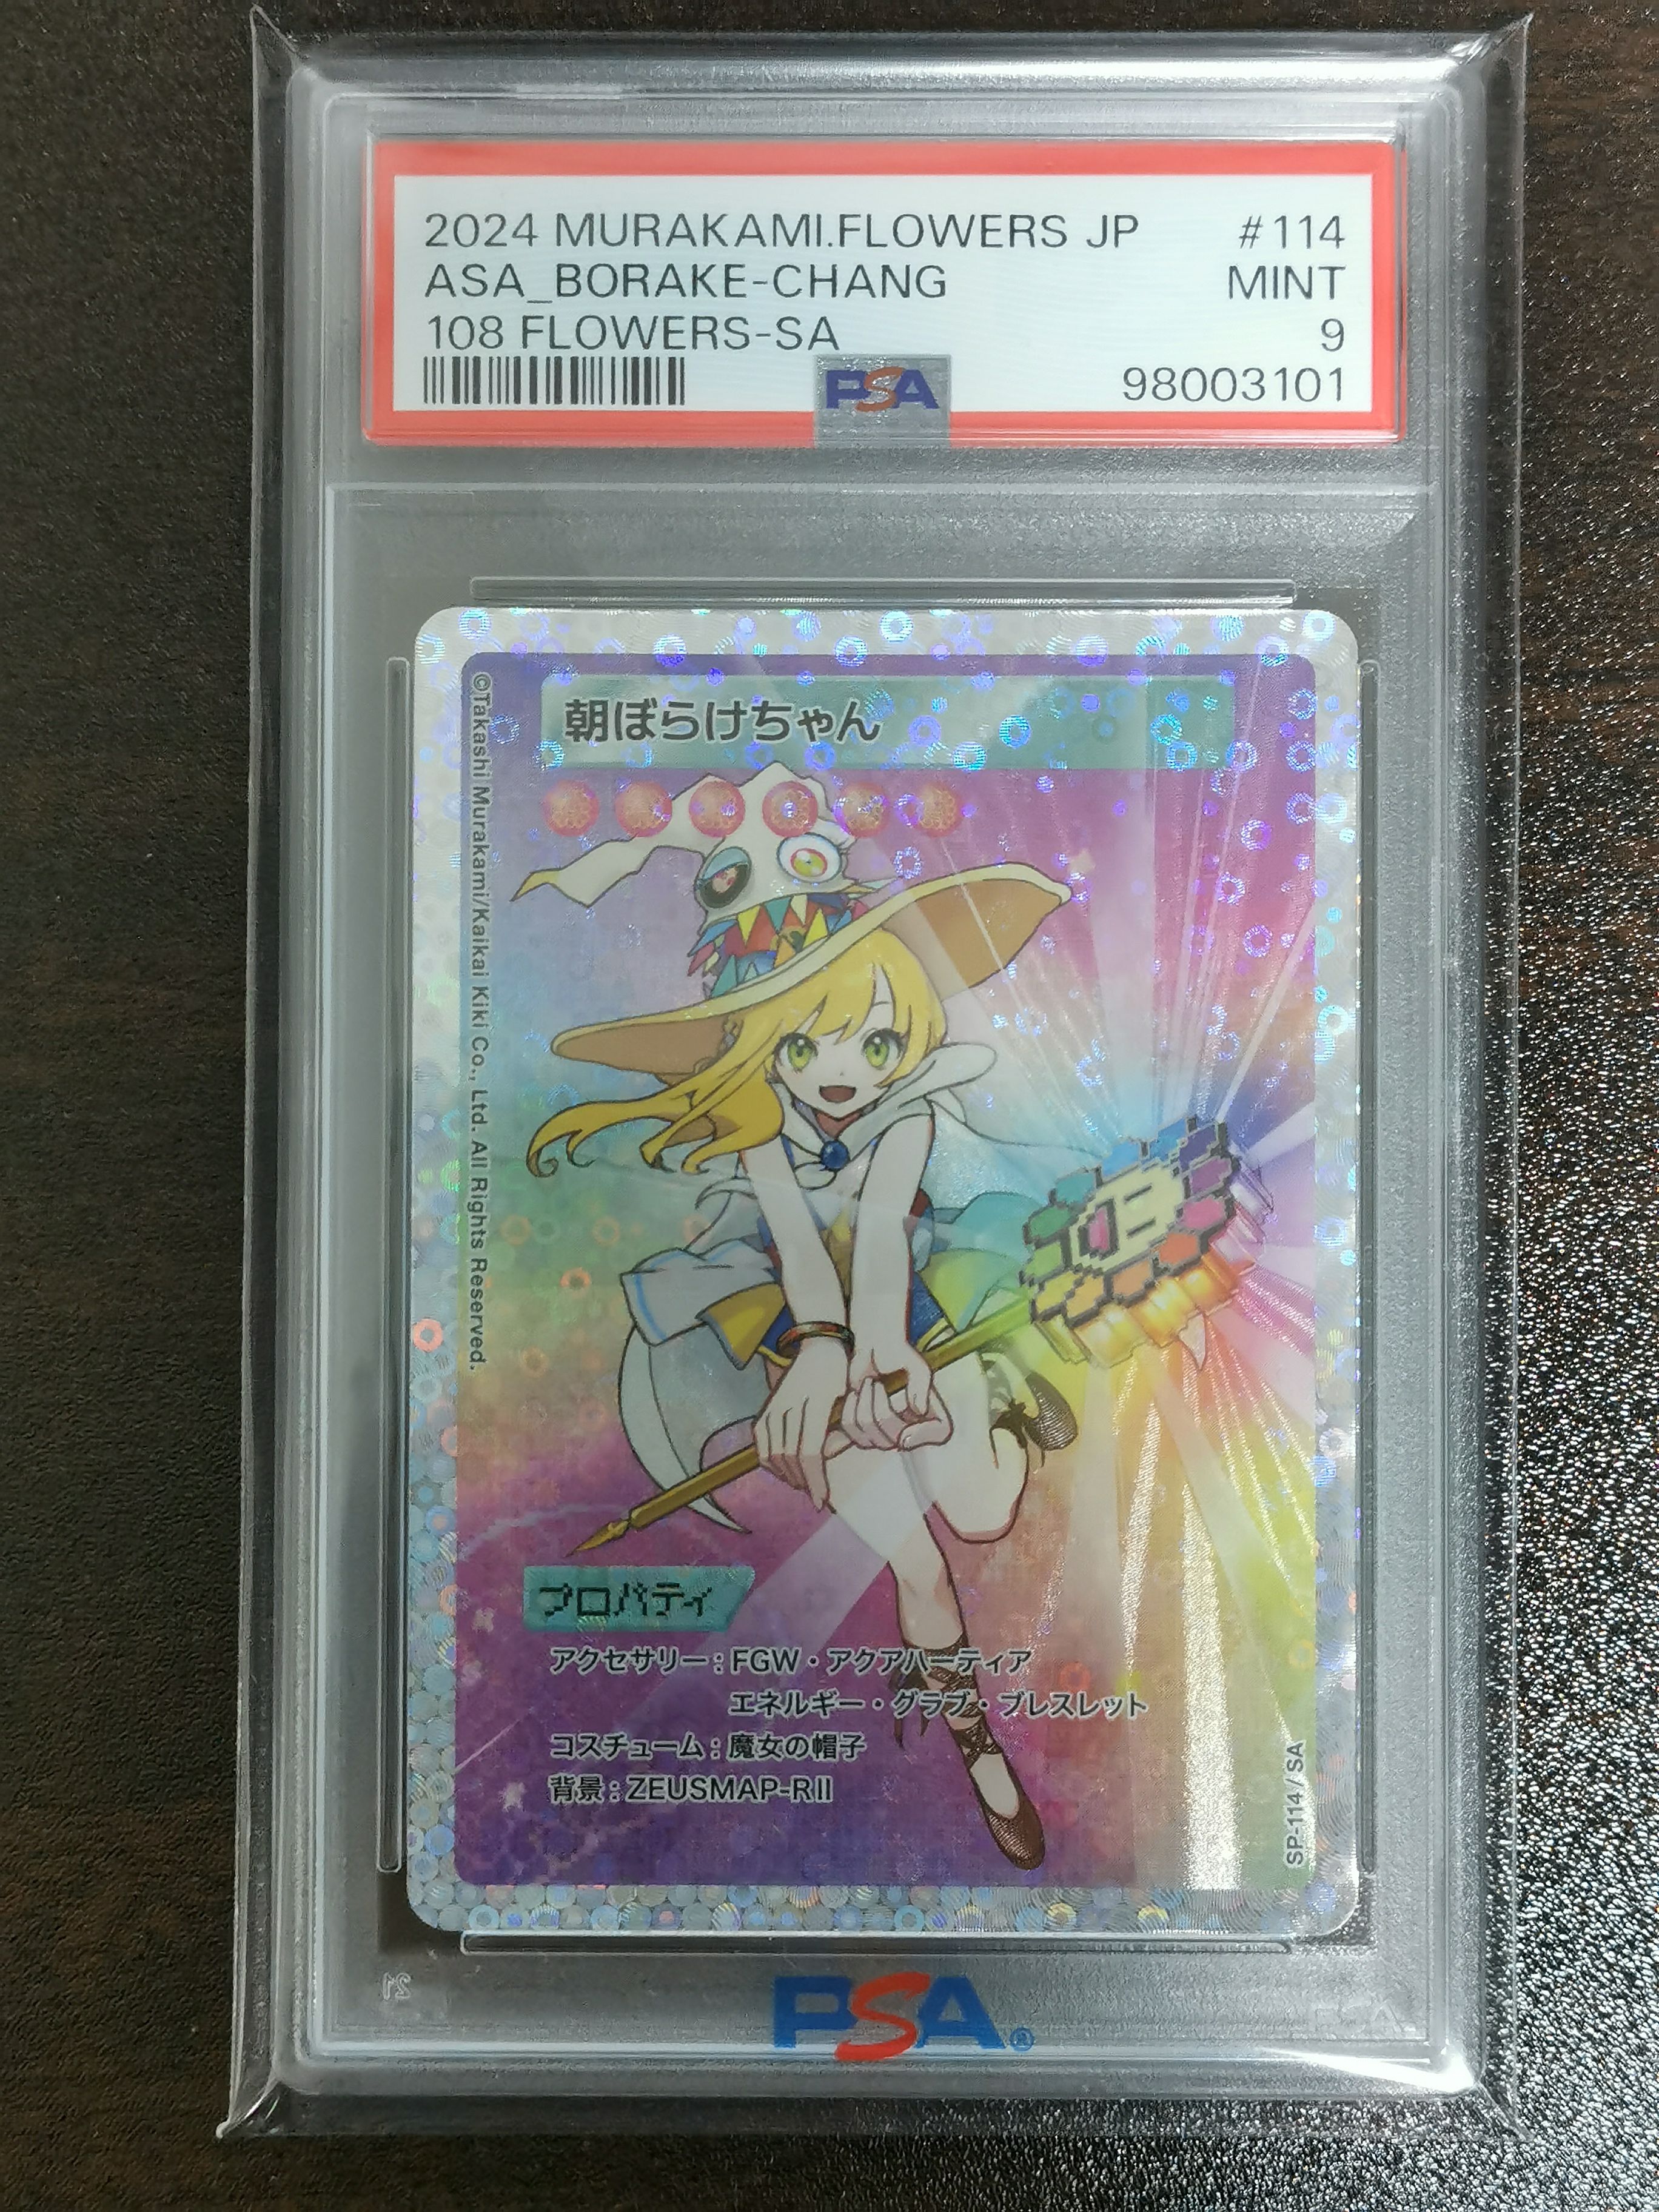 2024 MURAKAMI.FLOWERS JP #114
ASA_BORAKE-CHANG MINT
108 FLOWERS-SA 9
PSA 98003101
朝ぼらけちゃん
©Takashi Murakami/Kaikai Kiki Co., Ltd. All Rights Reserved.
プロパティ
アクセサリー：FGW・アクアハーティア
エネルギー・グラブ・ブレスレット
コスチューム：魔女の帽子
背景：ZEUSMAP-RII
SP-114 / SA
PSA®
21
PSA